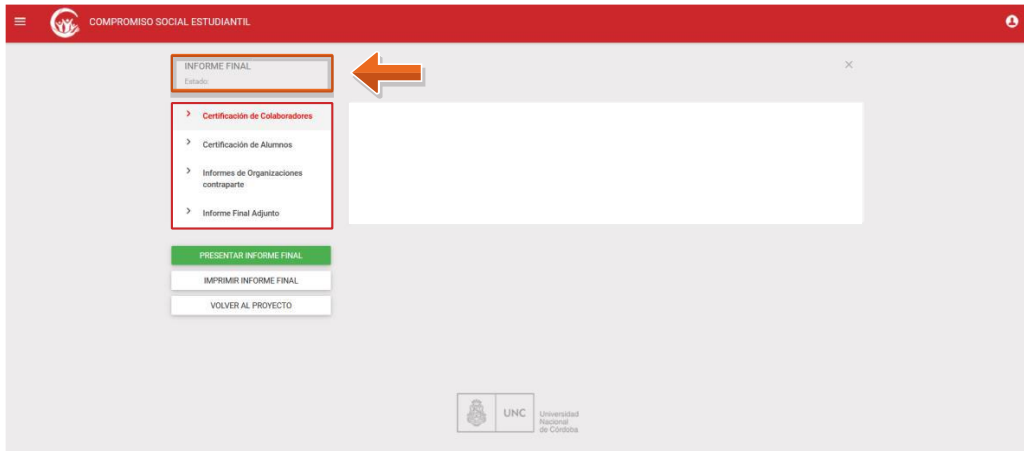 COMPROMISO SOCIAL ESTUDIANTIL
INFORME FINAL
Estado:
Certificación de Colaboradores
Certificación de Alumnos
Informes de Organizaciones
contraparte
Informe Final Adjunto
PRESENTAR INFORME FINAL
IMPRIMIR INFORME FINAL
VOLVER AL PROYECTO
UNC
Universidad
Nacional
de Córdoba